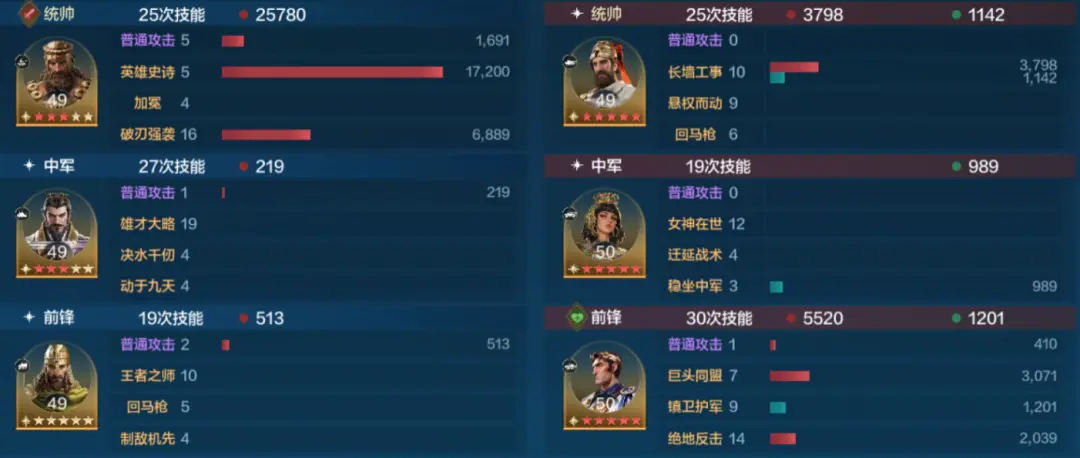 统帅 25次技能 25780
普通攻击 5 1,691
英雄史诗 5 17,200
49
加冕 4
破刃强袭 16 6,889
中军 27次技能 219
普通攻击 1 219
雄才大略 19
49
决水千仞 4
动于九天 4
前锋 19次技能 513
普通攻击 2 513
王者之师 10
49
回马枪 5
制敌机先 4
统帅 25次技能 3798 1142
普通攻击 0
长墙工事 10 3,798
1,142
49
悬权而动 9
回马枪 6
中军 19次技能 989
普通攻击 0
女神在世 12
50
迁延战术 4
稳坐中军 3 989
前锋 30次技能 5520 1201
普通攻击 1 410
巨头同盟 7 3,071
50
镇卫护军 9 1,201
绝地反击 14 2,039